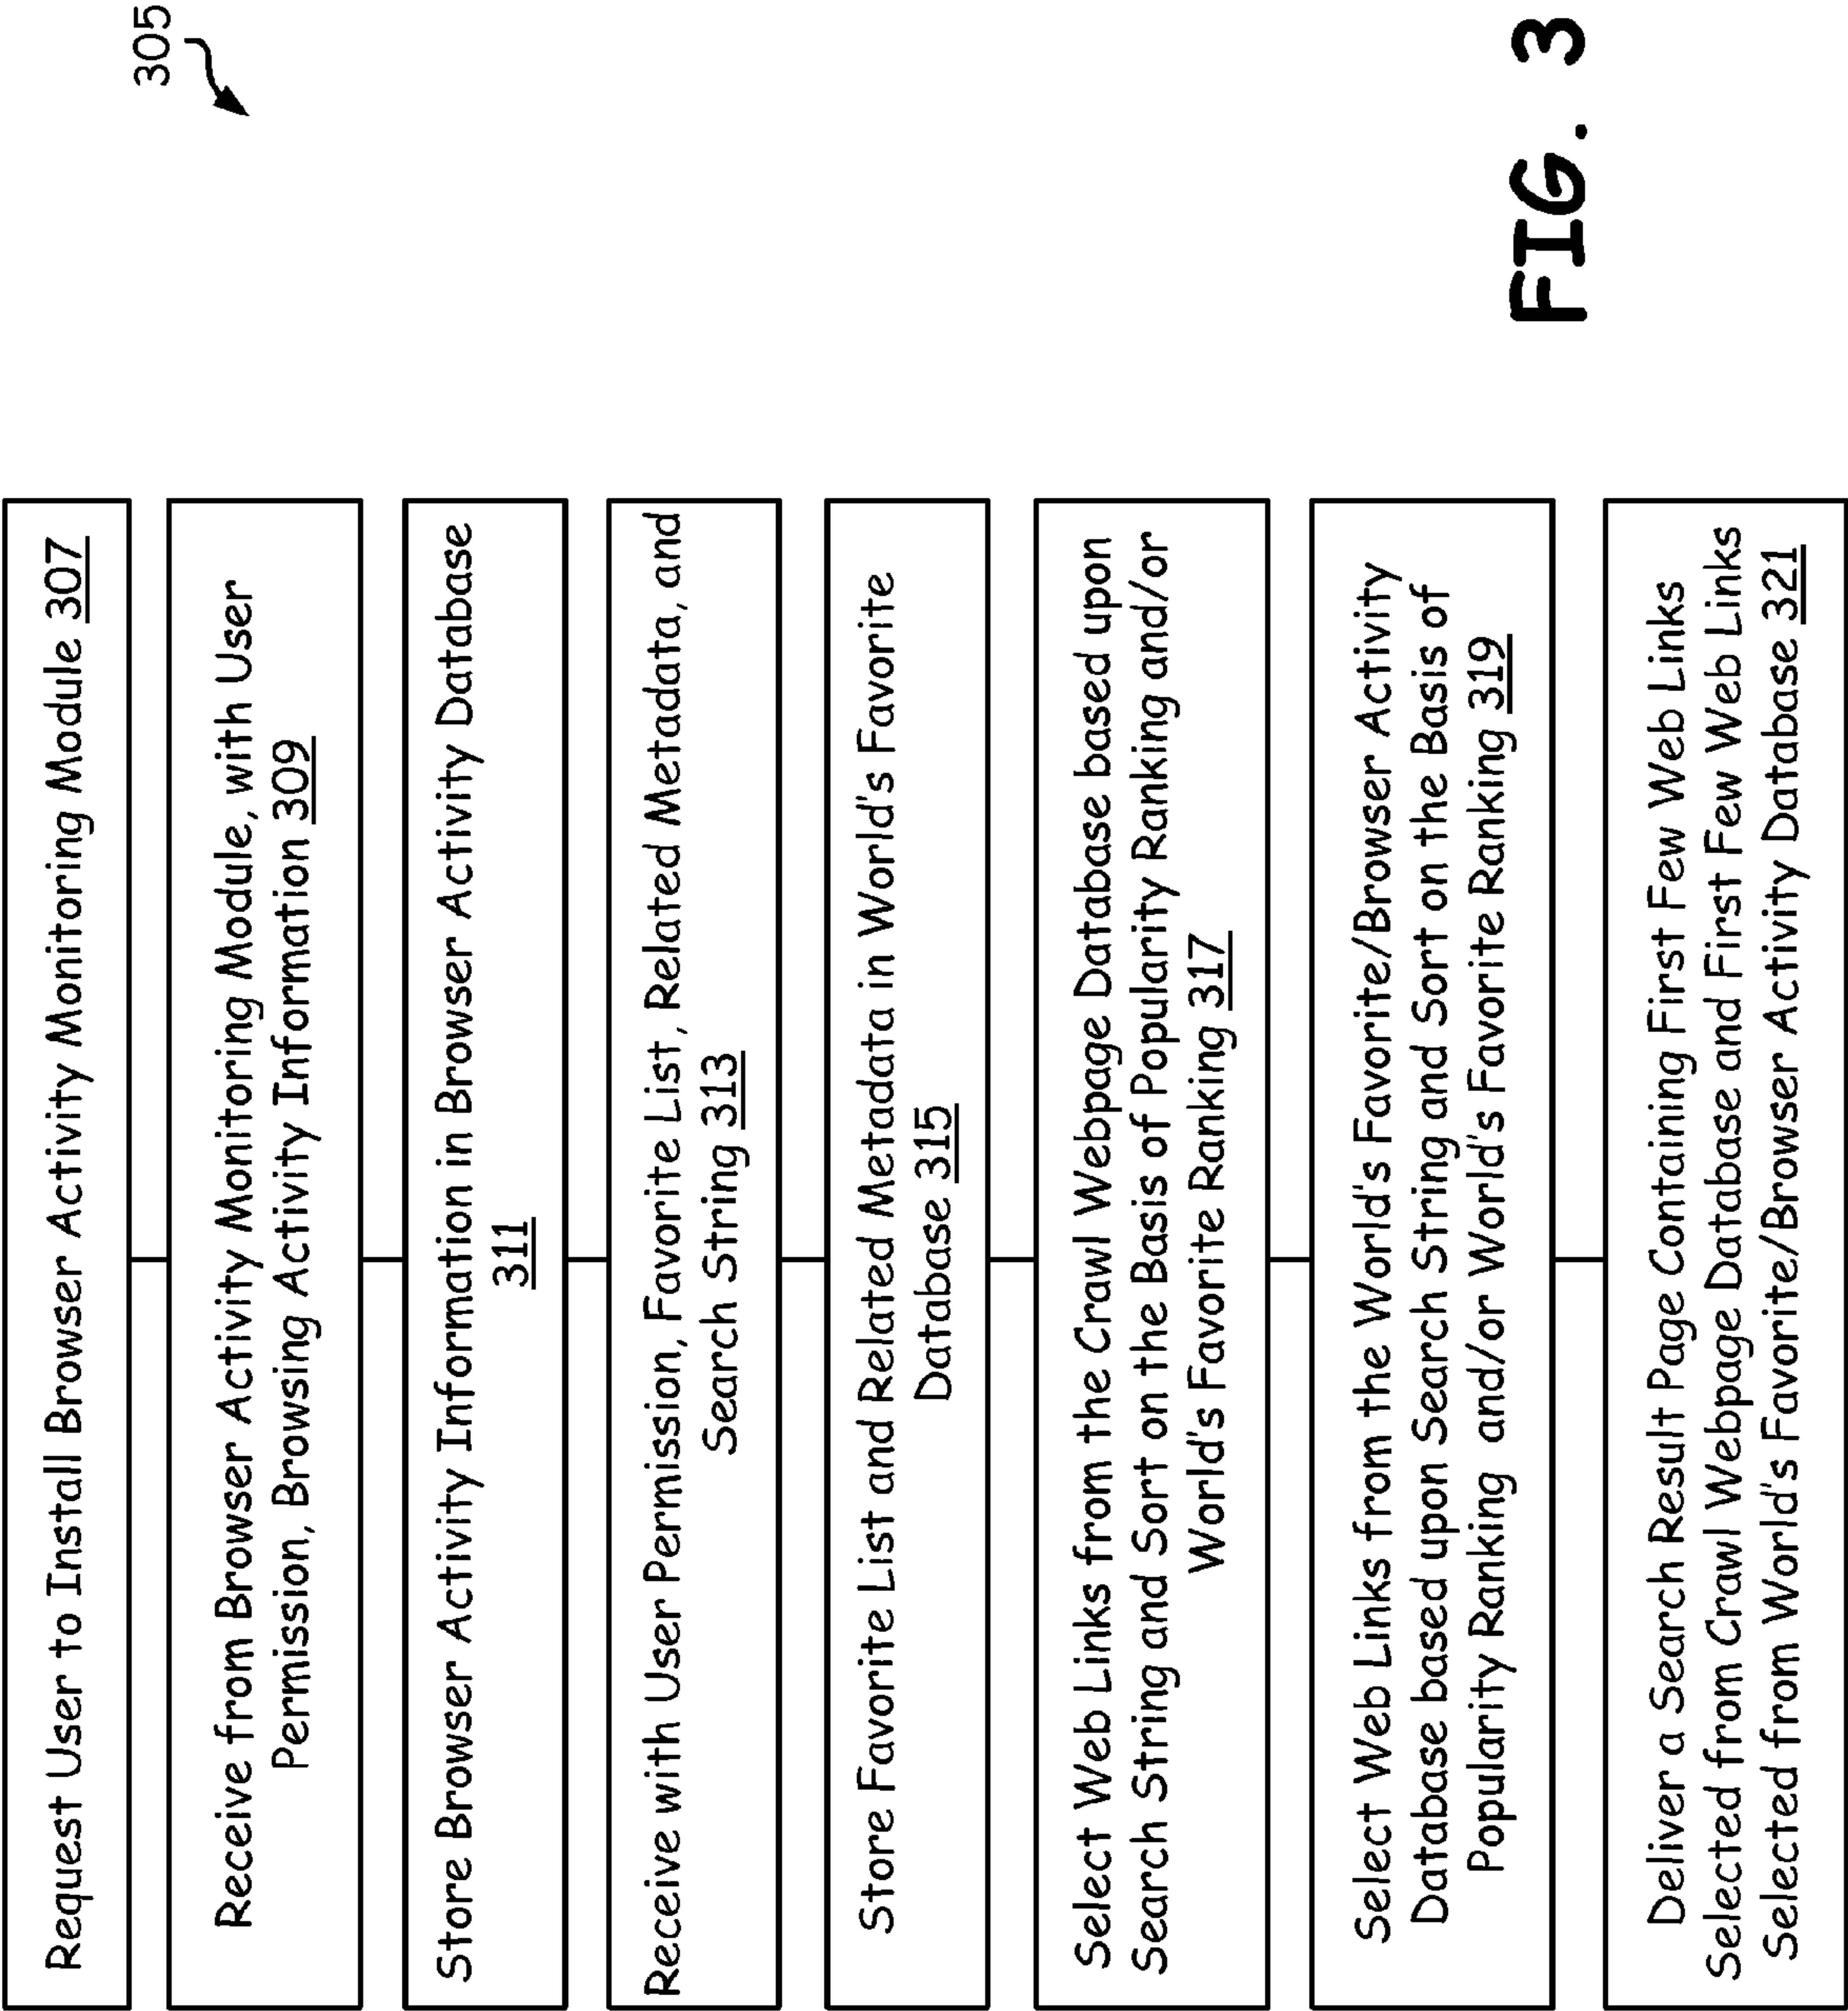 305
Request User to Install Browser Activity Monitoring Module 307
Receive from Browser Activity Monitoring Module, with User
Permission, Browsing Activity Information 309
Store Browser Activity Information in Browser Activity Database
311
Receive with User Permission, Favorite List, Related Metadata, and
Search String 313
Store Favorite List and Related Metadata in World's Favorite
Database 315
Select Web Links from the Crawl Webpage Database based upon
Search String and Sort on the Basis of Popularity Ranking and/or
World's Favorite Ranking 317
Select Web Links from the World's Favorite/Browser Activity
Database based upon Search String and Sort on the Basis of
Popularity Ranking and/or World's Favorite Ranking 319
Deliver a Search Result Page Containing First Few Web Links
Selected from Crawl Webpage Database and First Few Web Links
Selected from World's Favorite/Browser Activity Database 321
FIG. 3